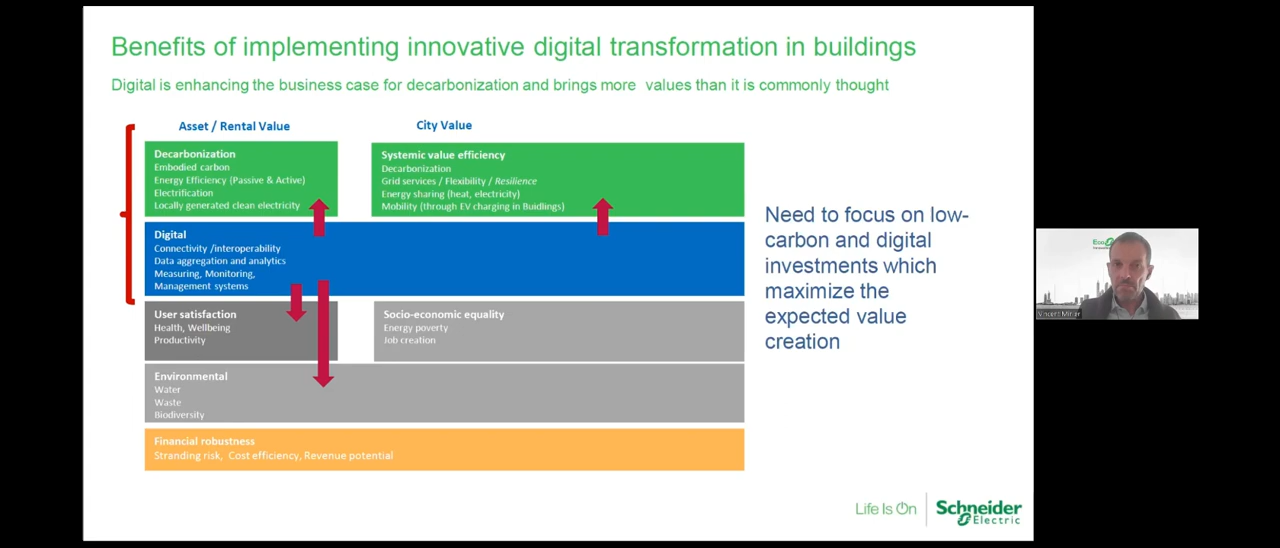 Benefits of implementing innovative digital transformation in buildings
Digital is enhancing the business case for decarbonization and brings more values than it is commonly thought
Asset / Rental Value
City Value
Decarbonization
Embodied carbon
Energy Efficiency (Passive & Active)
Electrification
Locally generated clean electricity
Systemic value efficiency
Decarbonization
Grid services / Flexibility / Resilience
Energy sharing (heat, electricity)
Mobility (through EV charging in Buidlings)
Digital
Connectivity /interoperability
Data aggregation and analytics
Measuring, Monitoring,
Management systems
User satisfaction
Health, Wellbeing
Productivity
Socio-economic equality
Energy poverty
Job creation
Environmental
Water
Waste
Biodiversity
Financial robustness
Stranding risk, Cost efficiency, Revenue potential
Need to focus on low-
carbon and digital
investments which
maximize the
expected value
creation
Life Is On
Schneider
Electric
Eco
Vincent Minier